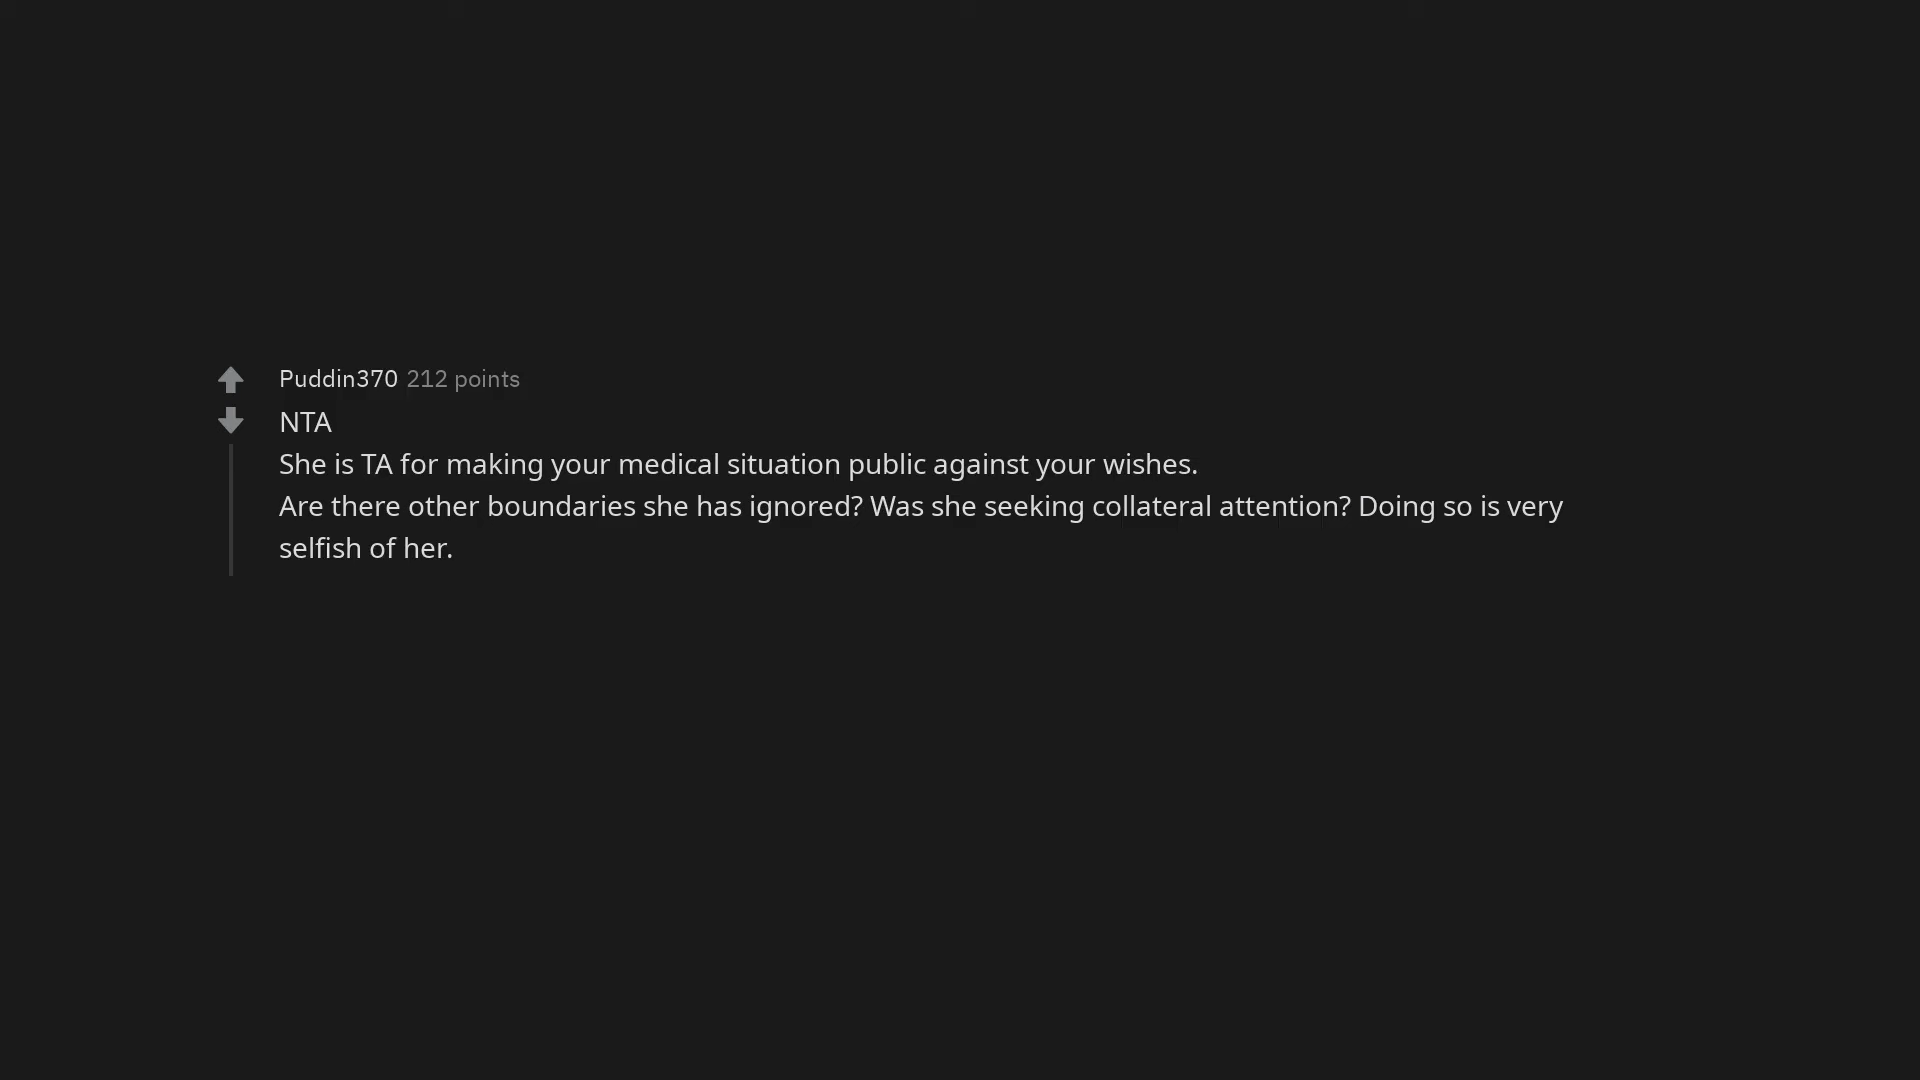 Puddin370 212 points
NTA
She is TA for making your medical situation public against your wishes.
Are there other boundaries she has ignored? Was she seeking collateral attention? Doing so is very
selfish of her.